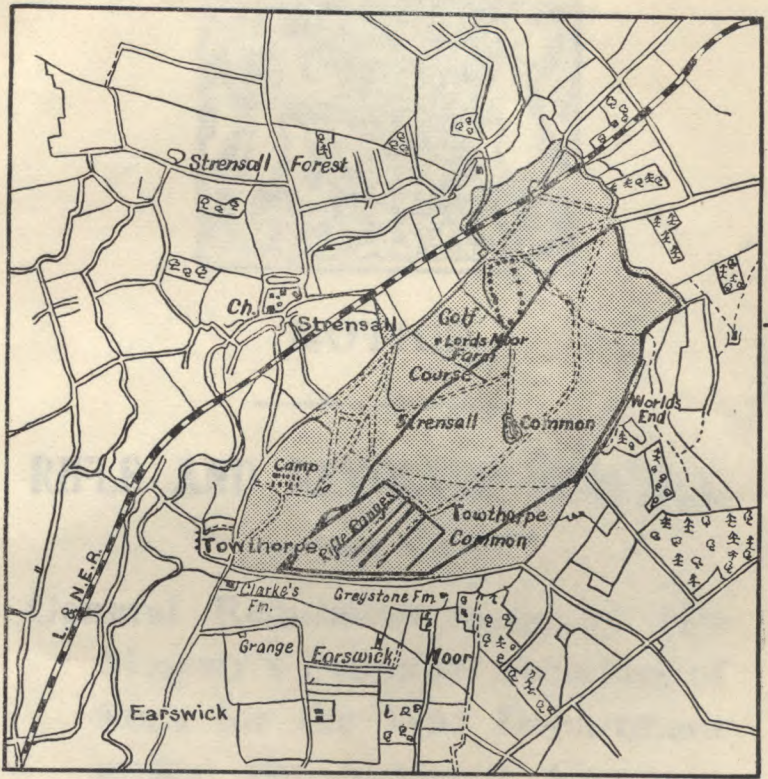 Strensall Forest
Ch.
Strensall
Golf
Lords Moor
Farm
Course
Strensall Common
Worlds
End
Camp
Rifle Ranges
Towthorpe
Common
Towthorpe
Clarke's
Fm.
Greystone Fm.
Grange
Earswick Moor
Earswick
L. & N.E.R.